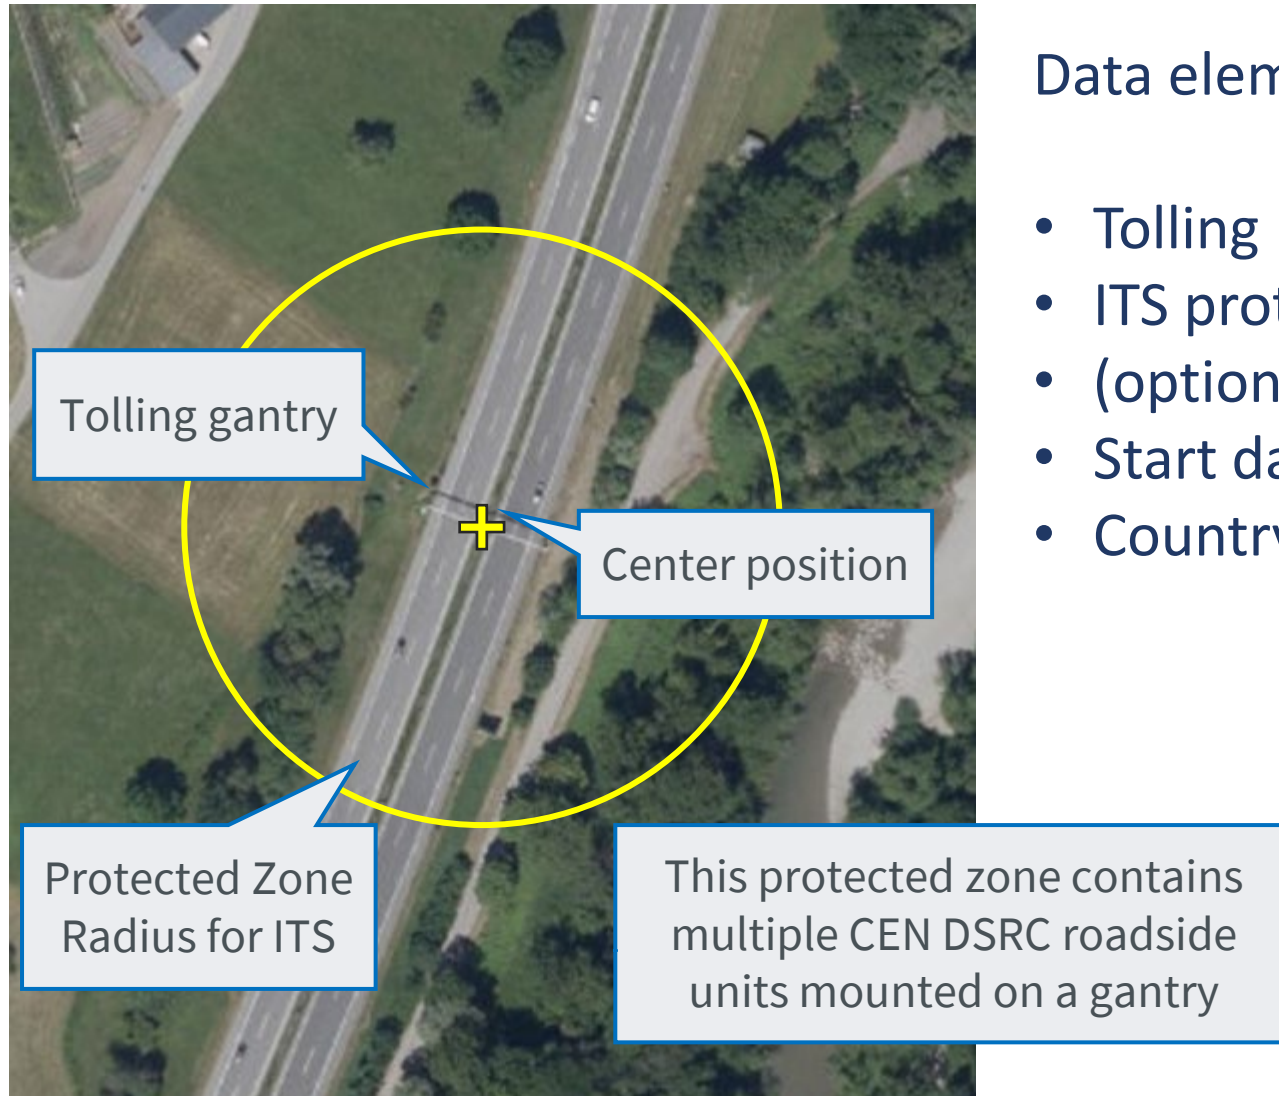 Data elem
• Tolling
• ITS prot
• (option
• Start da
• Country
Tolling gantry
Center position
Protected Zone
Radius for ITS
This protected zone contains
multiple CEN DSRC roadside
units mounted on a gantry